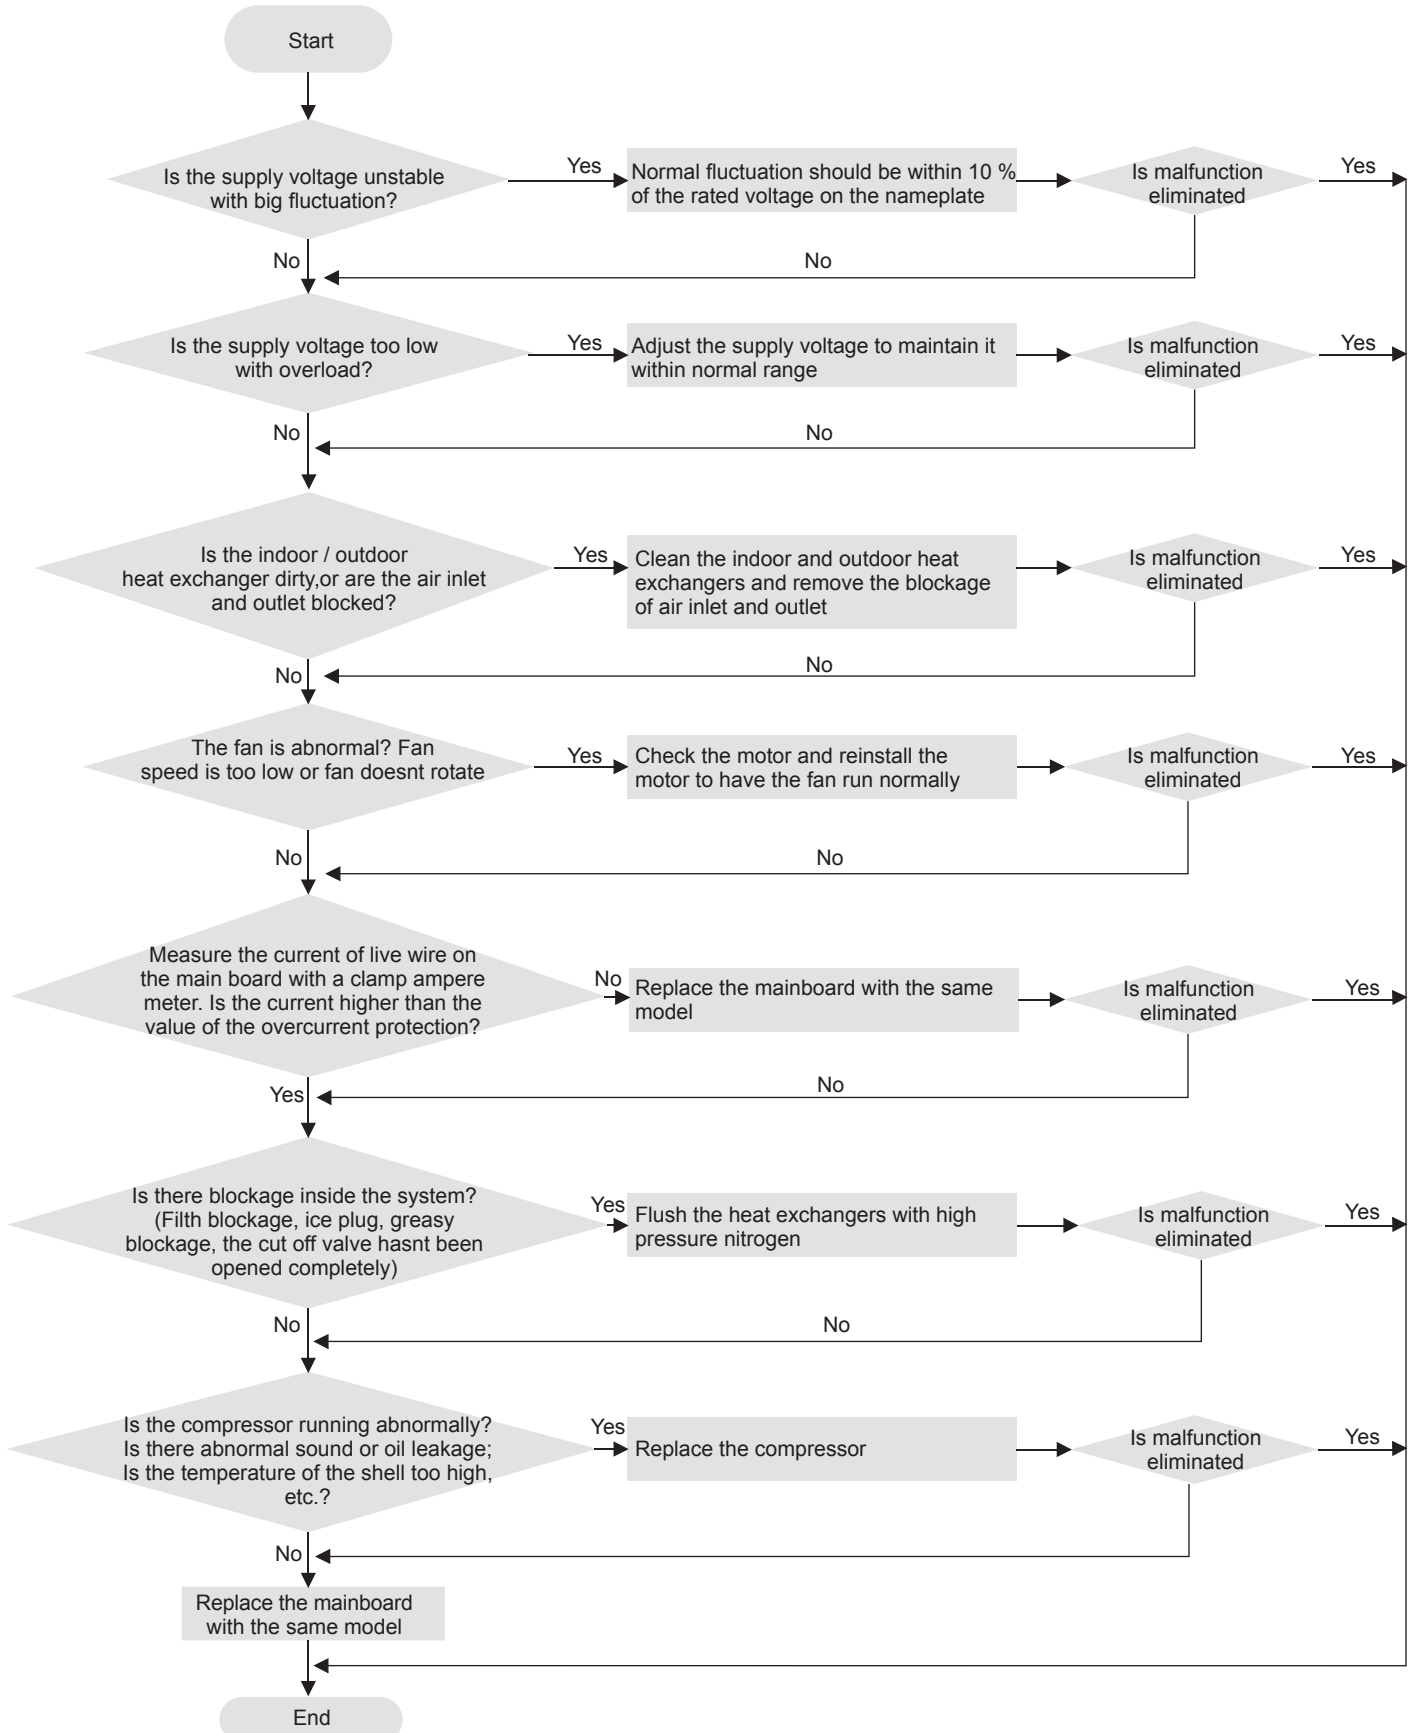 Start
Is the supply voltage unstable
with big fluctuation?
Yes
Normal fluctuation should be within 10 %
of the rated voltage on the nameplate
Is malfunction
eliminated
Yes
No
No
Is the supply voltage too low
with overload?
Yes
Adjust the supply voltage to maintain it
within normal range
Is malfunction
eliminated
Yes
No
No
Is the indoor / outdoor
heat exchanger dirty,or are the air inlet
and outlet blocked?
Yes
Clean the indoor and outdoor heat
exchangers and remove the blockage
of air inlet and outlet
Is malfunction
eliminated
Yes
No
No
The fan is abnormal? Fan
speed is too low or fan doesnt rotate
Yes
Check the motor and reinstall the
motor to have the fan run normally
Is malfunction
eliminated
Yes
No
No
Measure the current of live wire on
the main board with a clamp ampere
meter. Is the current higher than the
value of the overcurrent protection?
No
Replace the mainboard with the same
model
Is malfunction
eliminated
Yes
Yes
No
Is there blockage inside the system?
(Filth blockage, ice plug, greasy
blockage, the cut off valve hasnt been
opened completely)
Yes
Flush the heat exchangers with high
pressure nitrogen
Is malfunction
eliminated
Yes
No
No
Is the compressor running abnormally?
Is there abnormal sound or oil leakage;
Is the temperature of the shell too high,
etc.?
Yes
Replace the compressor
Is malfunction
eliminated
Yes
No
Replace the mainboard
with the same model
End